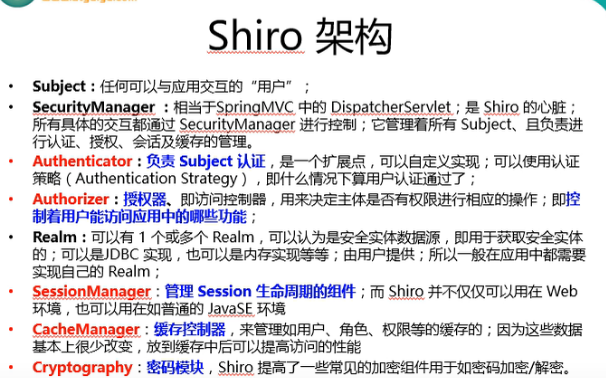 Shiro 架构
• Subject：任何可以与应用交互的“用户”；
• SecurityManager ：相当于SpringMVC 中的 DispatcherServlet；是 Shiro 的心脏；
所有具体的交互都通过 SecurityManager 进行控制；它管理着所有 Subject、且负责进
行认证、授权、会话及缓存的管理。
• Authenticator：负责 Subject 认证，是一个扩展点，可以自定义实现；可以使用认证
策略（Authentication Strategy），即什么情况下算用户认证通过了；
• Authorizer：授权器、即访问控制器，用来决定主体是否有权限进行相应的操作；即控
制着用户能访问应用中的哪些功能；
• Realm：可以有 1 个或多个 Realm，可以认为是安全实体数据源，即用于获取安全实体
的；可以是JDBC 实现，也可以是内存实现等等；由用户提供；所以一般在应用中都需要
实现自己的 Realm；
• SessionManager：管理 Session 生命周期的组件；而 Shiro 并不仅仅可以用在 Web
环境，也可以用在如普通的 JavaSE 环境
• CacheManager：缓存控制器，来管理如用户、角色、权限等的缓存的；因为这些数据
基本上很少改变，放到缓存中后可以提高访问的性能
• Cryptography：密码模块，Shiro 提高了一些常见的加密组件用于如密码加密/解密。